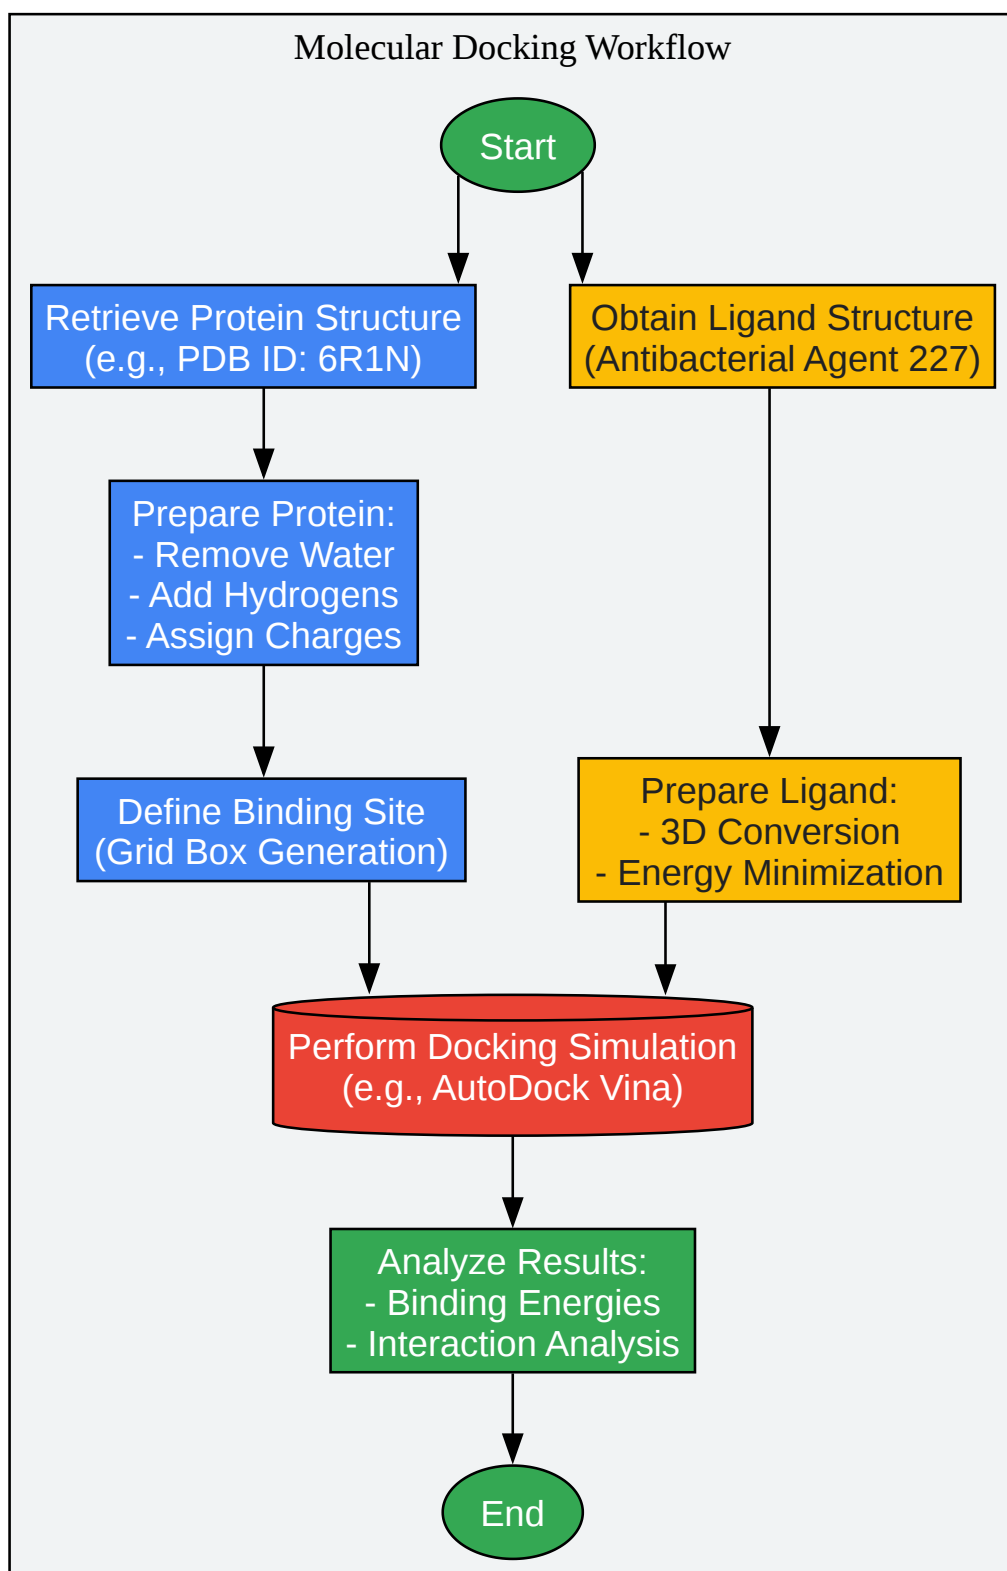 Molecular Docking Workflow
Start
Retrieve Protein Structure
(e.g., PDB ID: 6R1N)
Obtain Ligand Structure
(Antibacterial Agent 227)
Prepare Protein:
- Remove Water
- Add Hydrogens
- Assign Charges
Define Binding Site
(Grid Box Generation)
Prepare Ligand:
- 3D Conversion
- Energy Minimization
Perform Docking Simulation
(e.g., AutoDock Vina)
Analyze Results:
- Binding Energies
- Interaction Analysis
End